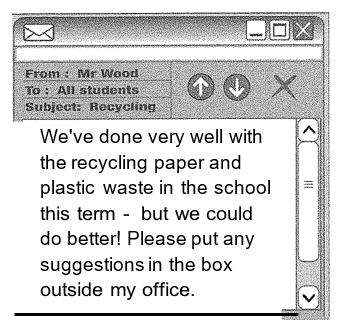 From : Mr Wood
To : All students
Subject: Recycling
We've done very well with
the recycling paper and
plastic waste in the school
this term - but we could
do better! Please put any
suggestions in the box
outside my office.